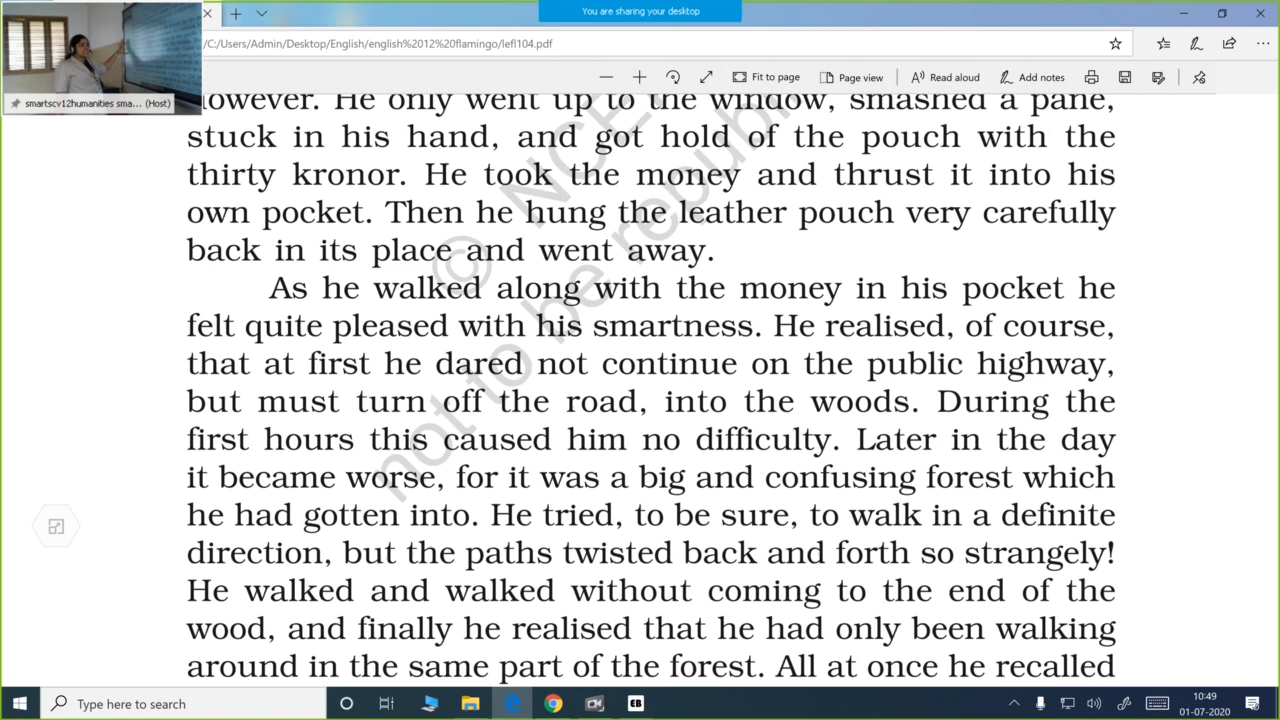 You are sharing your desktop
/C:/Users/Admin/Desktop/English/english%2012%20flamingo/lefl104.pdf
Fit to page
Page view
Read aloud
Add notes
smartscv12humanities sma... (Host)
however. He only went up to the window, smashed a pane,
stuck in his hand, and got hold of the pouch with the
thirty kronor. He took the money and thrust it into his
own pocket. Then he hung the leather pouch very carefully
back in its place and went away.
As he walked along with the money in his pocket he
felt quite pleased with his smartness. He realised, of course,
that at first he dared not continue on the public highway,
but must turn off the road, into the woods. During the
first hours this caused him no difficulty. Later in the day
it became worse, for it was a big and confusing forest which
he had gotten into. He tried, to be sure, to walk in a definite
direction, but the paths twisted back and forth so strangely!
He walked and walked without coming to the end of the
wood, and finally he realised that he had only been walking
around in the same part of the forest. All at once he recalled
© NCE
not to be republi
Type here to search
EB
10:49
01-07-2020